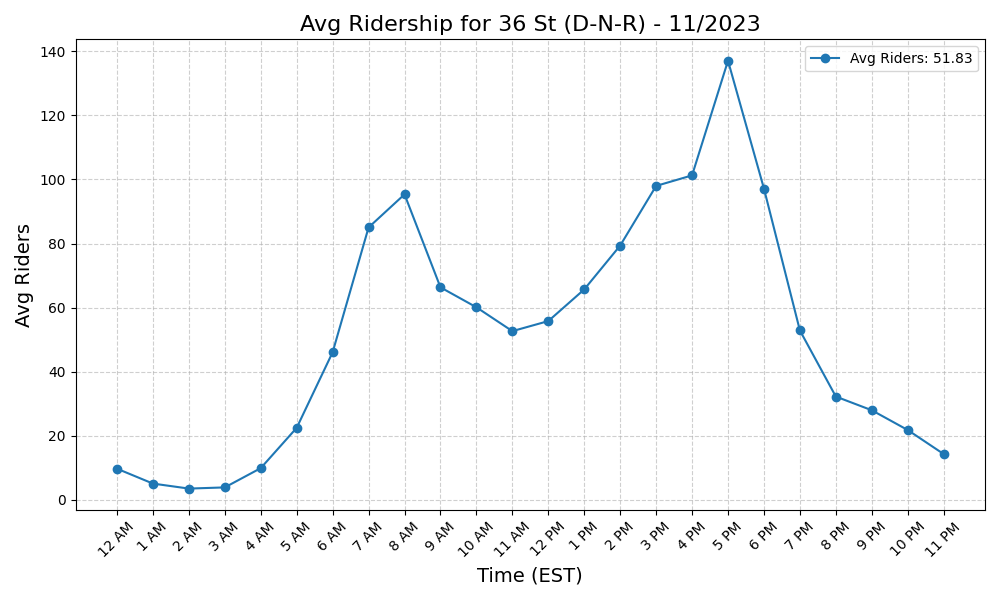 Avg Ridership for 36 St (D-N-R) - 11/2023
Avg Riders: 51.83
Avg Riders
140
120
100
80
60
40
20
0
12 AM
1 AM
2 AM
3 AM
4 AM
5 AM
6 AM
7 AM
8 AM
9 AM
10 AM
11 AM
12 PM
1 PM
2 PM
3 PM
4 PM
5 PM
6 PM
7 PM
8 PM
9 PM
10 PM
11 PM
Time (EST)